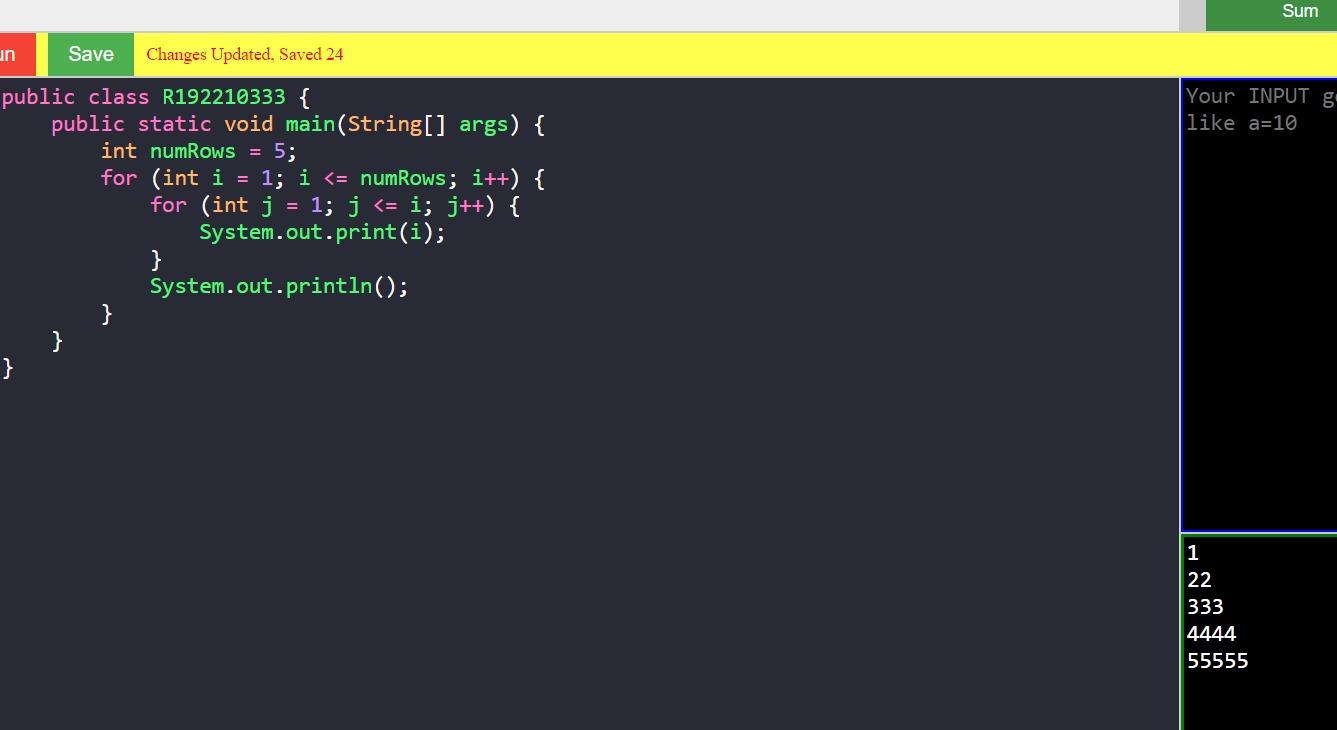 Sum
un Save Changes Updated, Saved 24
public class R192210333 {
    public static void main(String[] args) {
        int numRows = 5;
        for (int i = 1; i <= numRows; i++) {
            for (int j = 1; j <= i; j++) {
                System.out.print(i);
            }
            System.out.println();
        }
    }
}
Your INPUT go
like a=10
1
22
333
4444
55555